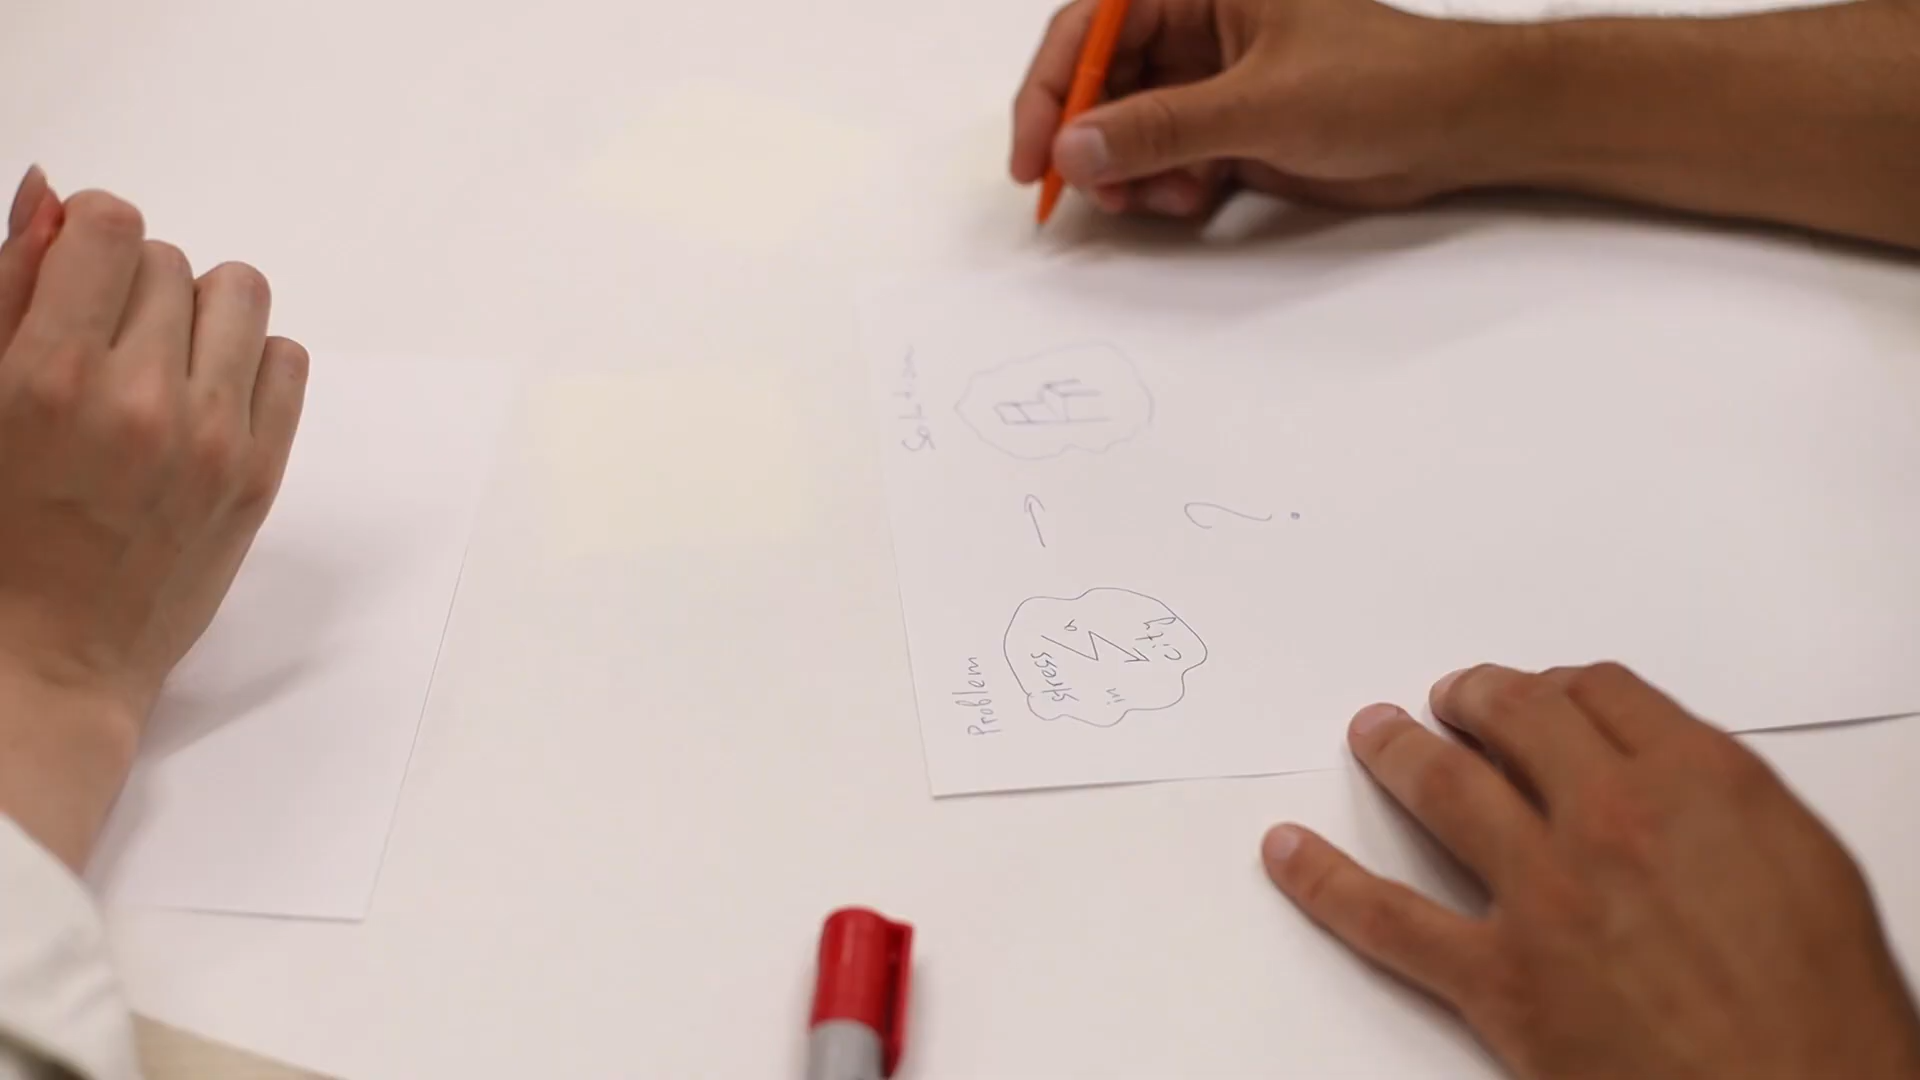 Problem
stress
a
in
city
→
Solution
?